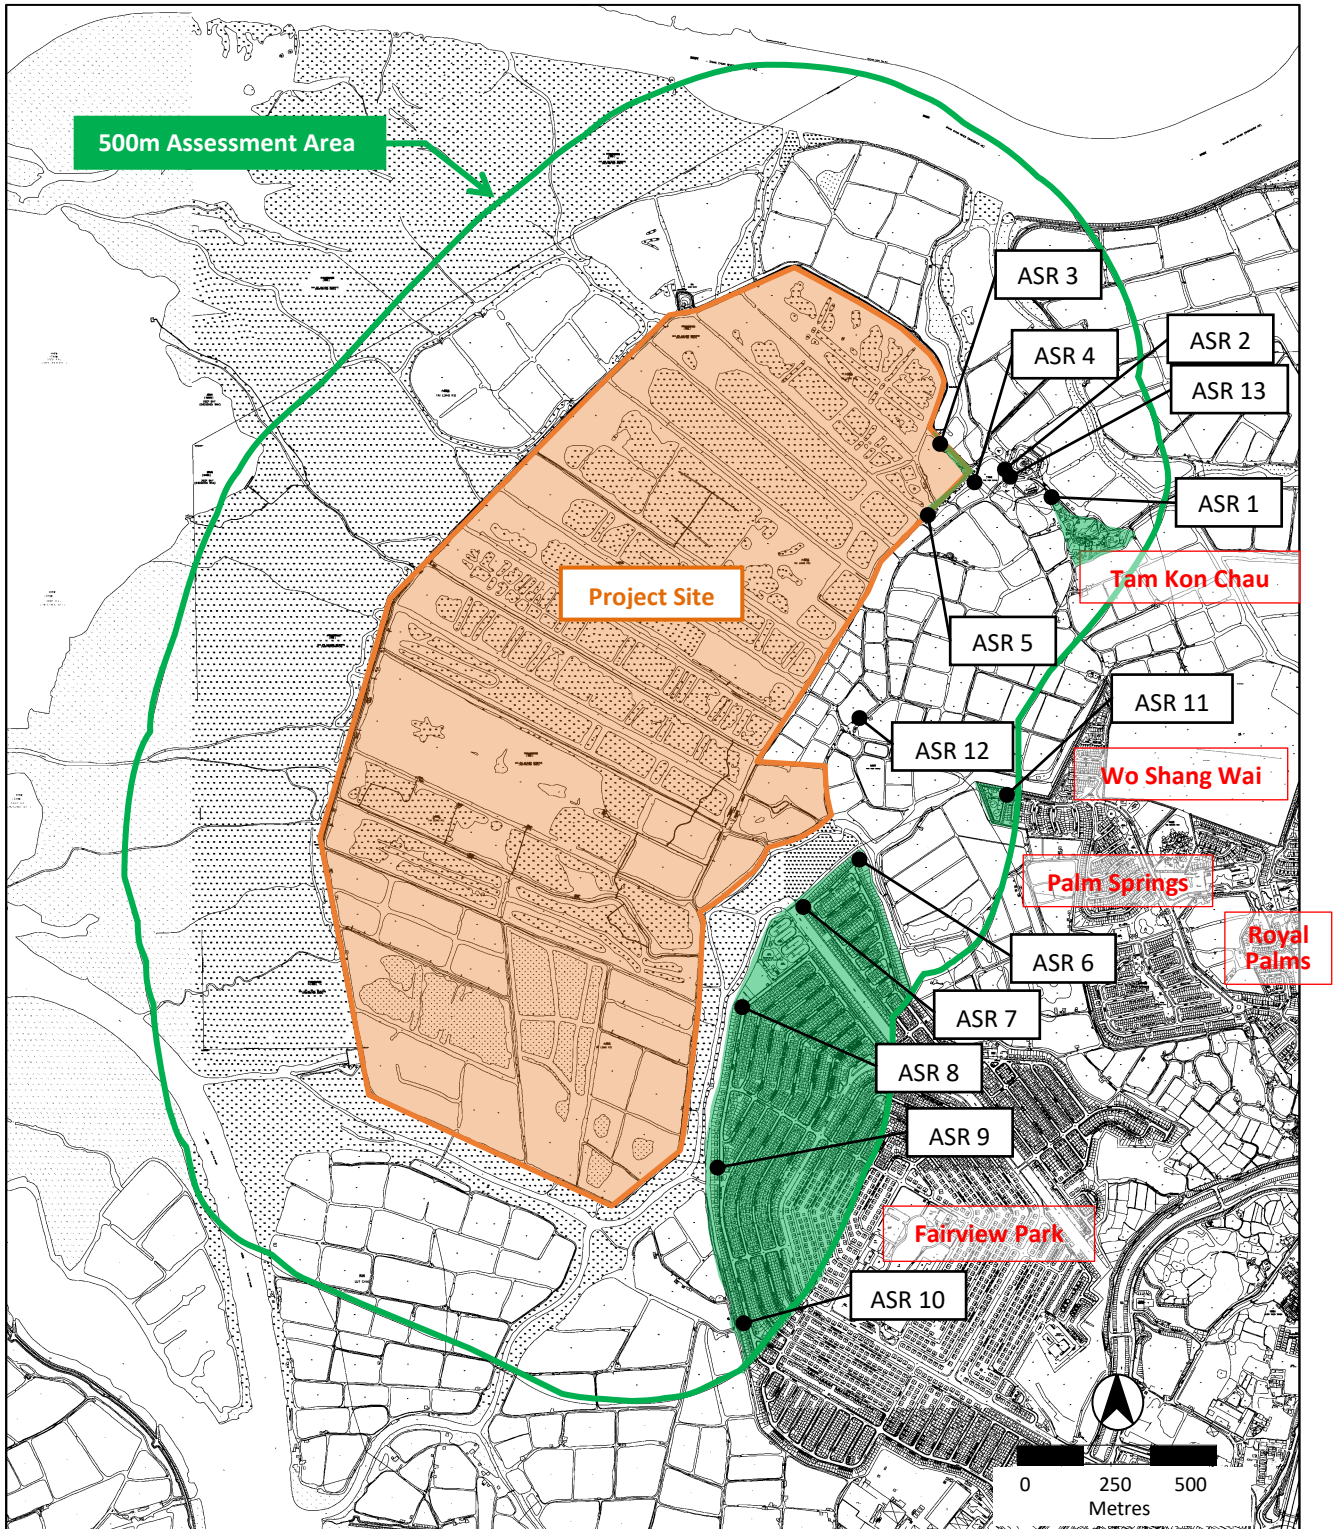 500m Assessment Area
ASR 3
ASR 4
ASR 2
ASR 13
ASR 1
Tam Kon Chau
Project Site
ASR 5
ASR 11
ASR 12
Wo Shang Wai
Palm Springs
Royal
Palms
ASR 6
ASR 7
ASR 8
ASR 9
Fairview Park
ASR 10
0 250 500
Metres